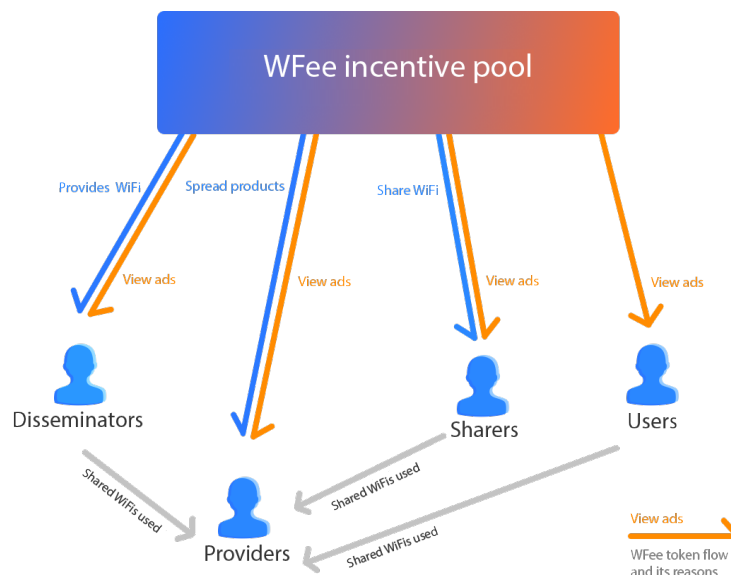 WFee incentive pool
Provides WiFi
Spread products
Share WiFi
View ads
View ads
View ads
View ads
Disseminators
Sharers
Users
Shared WiFis used
Shared WiFis used
Shared WiFis used
Providers
View ads
WFee token flow
and its reasons